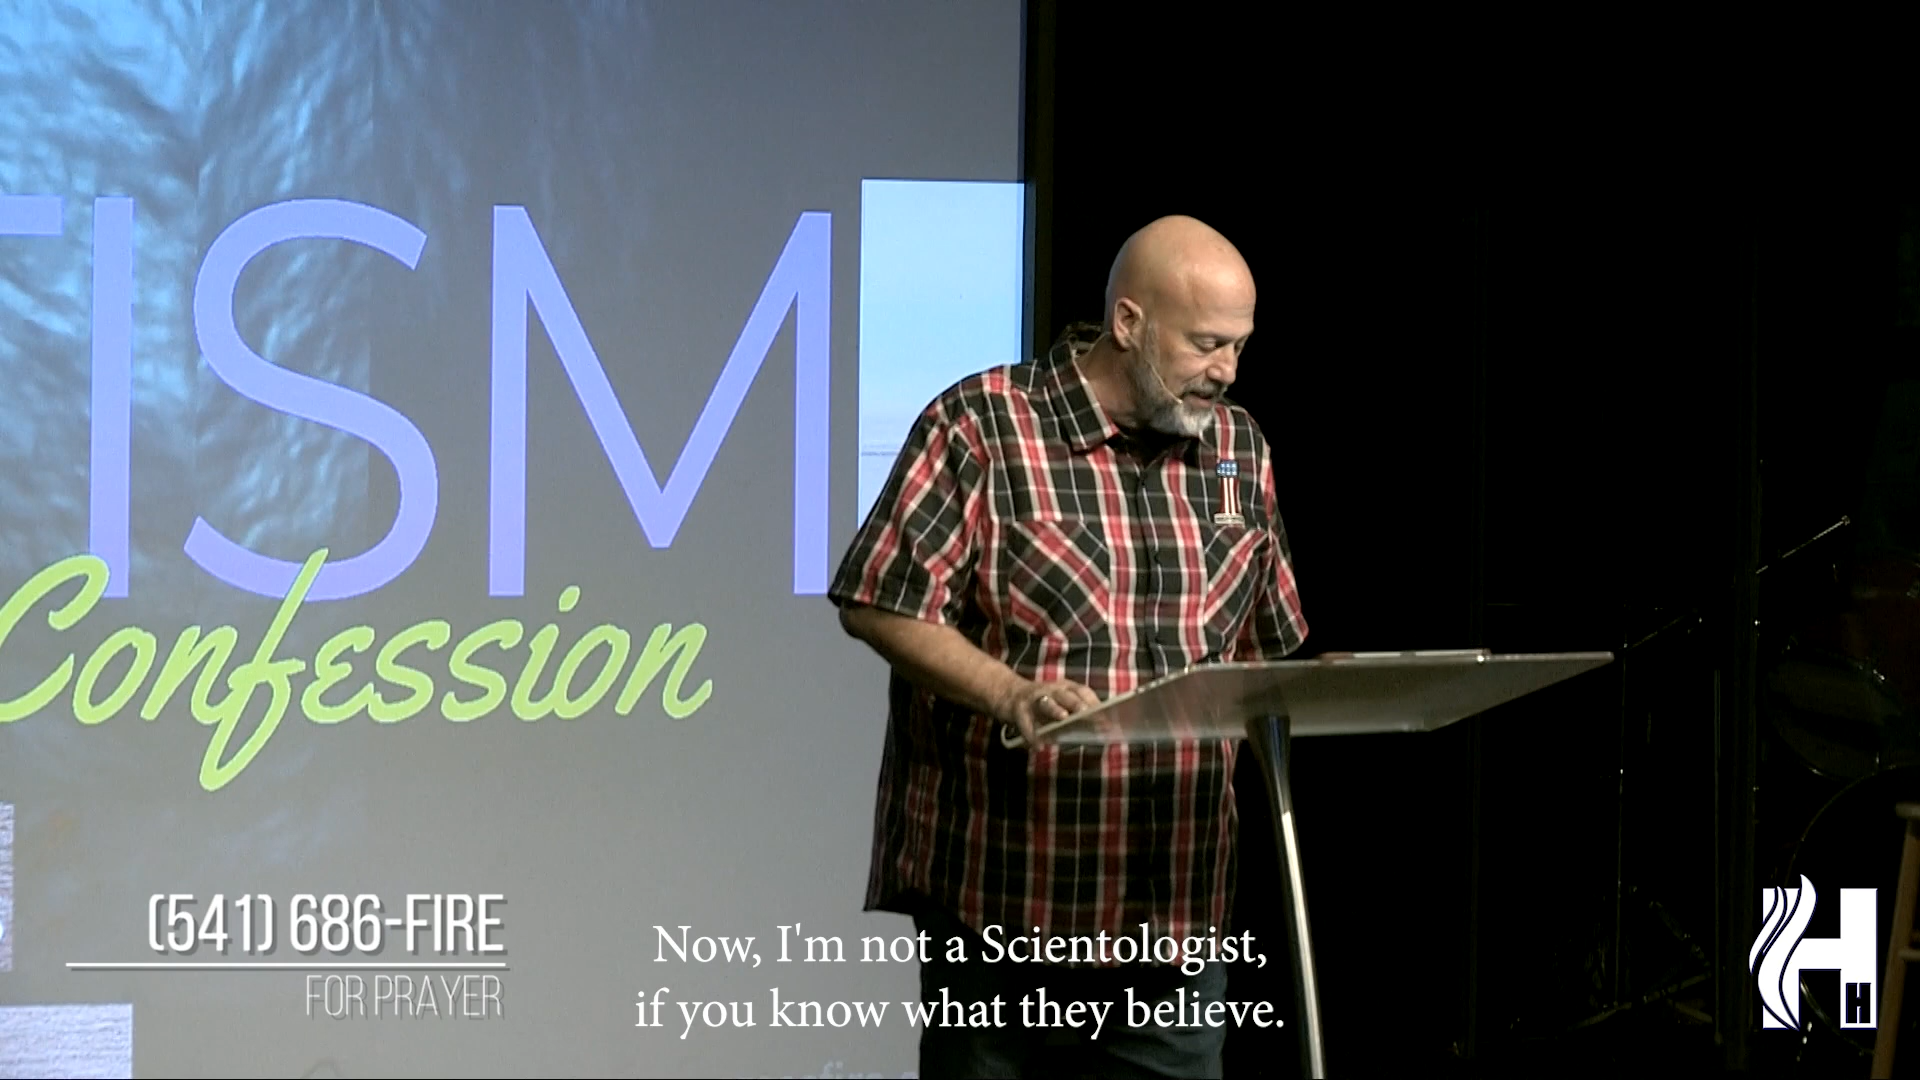 TISM
Confession
(541) 686-FIRE
FOR PRAYER
Now, I'm not a Scientologist,
if you know what they believe.
H
H